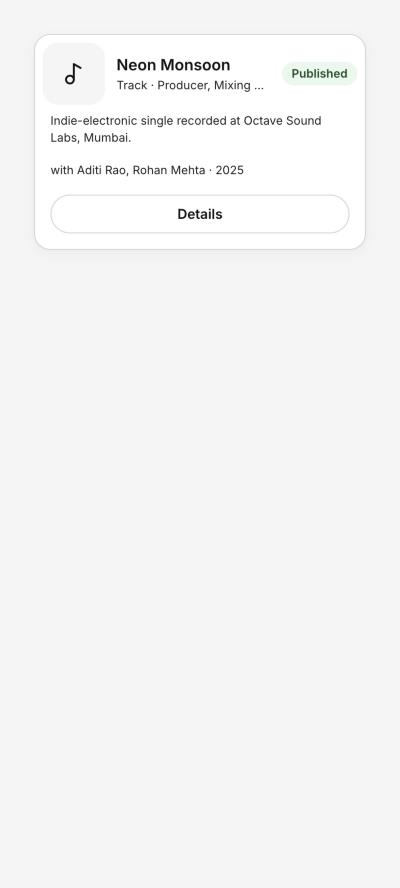 Neon Monsoon
Track · Producer, Mixing ...
Published
Indie-electronic single recorded at Octave Sound
Labs, Mumbai.
with Aditi Rao, Rohan Mehta · 2025
Details